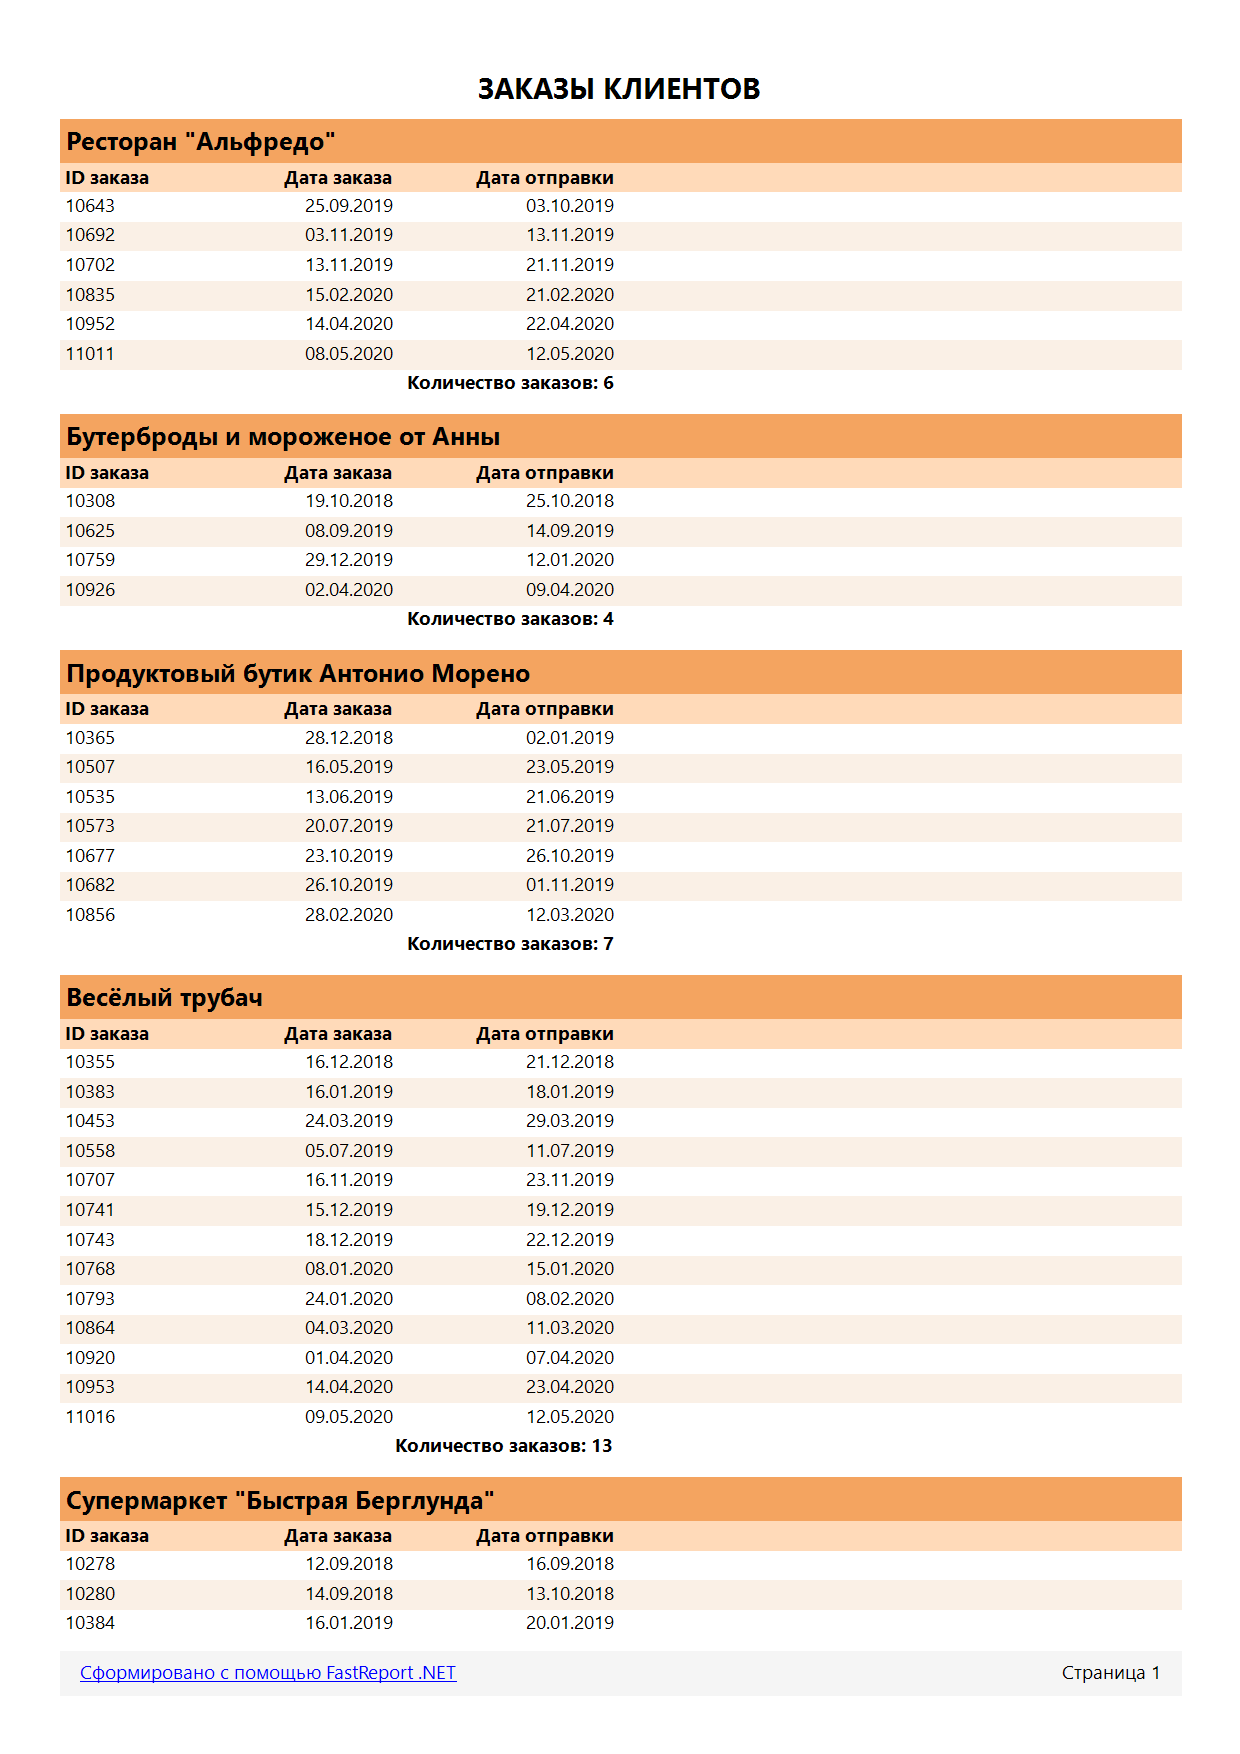 ЗАКАЗЫ КЛИЕНТОВ
Ресторан "Альфредо"
ID заказа Дата заказа Дата отправки
10643 25.09.2019 03.10.2019
10692 03.11.2019 13.11.2019
10702 13.11.2019 21.11.2019
10835 15.02.2020 21.02.2020
10952 14.04.2020 22.04.2020
11011 08.05.2020 12.05.2020
Количество заказов: 6
Бутерброды и мороженое от Анны
ID заказа Дата заказа Дата отправки
10308 19.10.2018 25.10.2018
10625 08.09.2019 14.09.2019
10759 29.12.2019 12.01.2020
10926 02.04.2020 09.04.2020
Количество заказов: 4
Продуктовый бутик Антонио Морено
ID заказа Дата заказа Дата отправки
10365 28.12.2018 02.01.2019
10507 16.05.2019 23.05.2019
10535 13.06.2019 21.06.2019
10573 20.07.2019 21.07.2019
10677 23.10.2019 26.10.2019
10682 26.10.2019 01.11.2019
10856 28.02.2020 12.03.2020
Количество заказов: 7
Весёлый трубач
ID заказа Дата заказа Дата отправки
10355 16.12.2018 21.12.2018
10383 16.01.2019 18.01.2019
10453 24.03.2019 29.03.2019
10558 05.07.2019 11.07.2019
10707 16.11.2019 23.11.2019
10741 15.12.2019 19.12.2019
10743 18.12.2019 22.12.2019
10768 08.01.2020 15.01.2020
10793 24.01.2020 08.02.2020
10864 04.03.2020 11.03.2020
10920 01.04.2020 07.04.2020
10953 14.04.2020 23.04.2020
11016 09.05.2020 12.05.2020
Количество заказов: 13
Супермаркет "Быстрая Берглунда"
ID заказа Дата заказа Дата отправки
10278 12.09.2018 16.09.2018
10280 14.09.2018 13.10.2018
10384 16.01.2019 20.01.2019
Сформировано с помощью FastReport .NET Страница 1